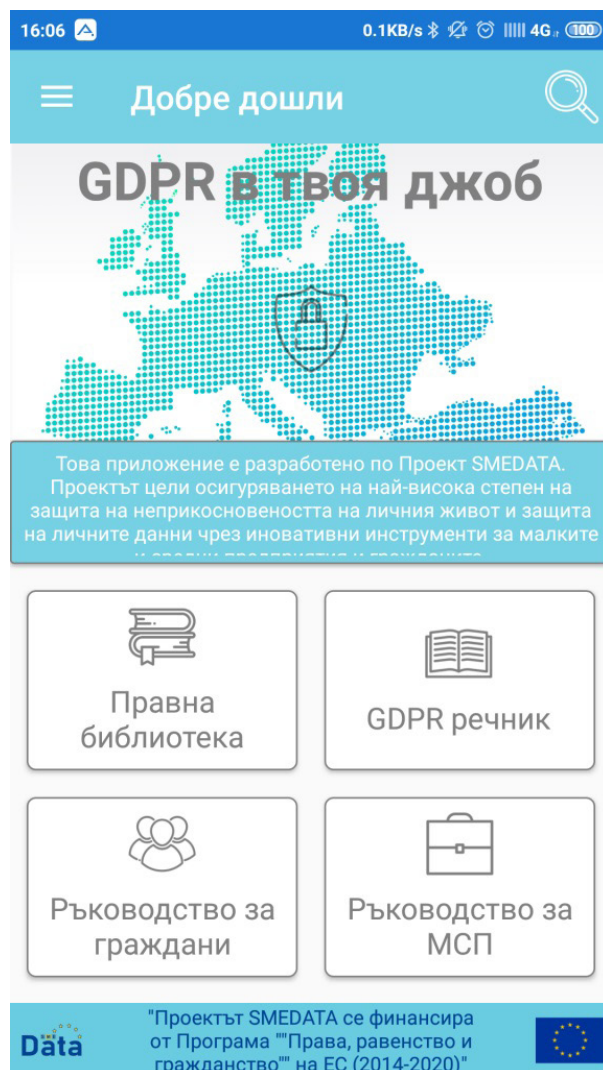 16:06
0.1KB/s 4G 100
Добре дошли
GDPR в твоя джоб
Това приложение е разработено по Проект SMEDATA.
Проектът цели осигуряването на най-висока степен на
защита на неприкосновеността на личния живот и защита
на личните данни чрез иновативни инструменти за малките
и средни предприятия и гражданите
Правна
библиотека
GDPR речник
Ръководство за
граждани
Ръководство за
МСП
Data
"Проектът SMEDATA се финансира
от Програма ""Права, равенство и
гражданство"" на ЕС (2014-2020)"